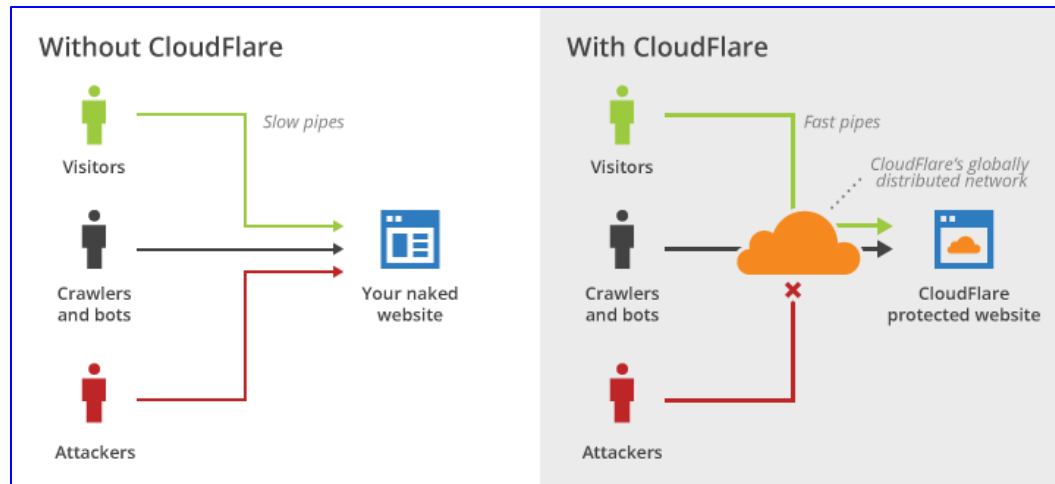 Without CloudFlare
Visitors
Slow pipes
Crawlers
and bots
Your naked
website
Attackers
With CloudFlare
Visitors
Fast pipes
CloudFlare's globally
distributed network
Crawlers
and bots
CloudFlare
protected website
Attackers